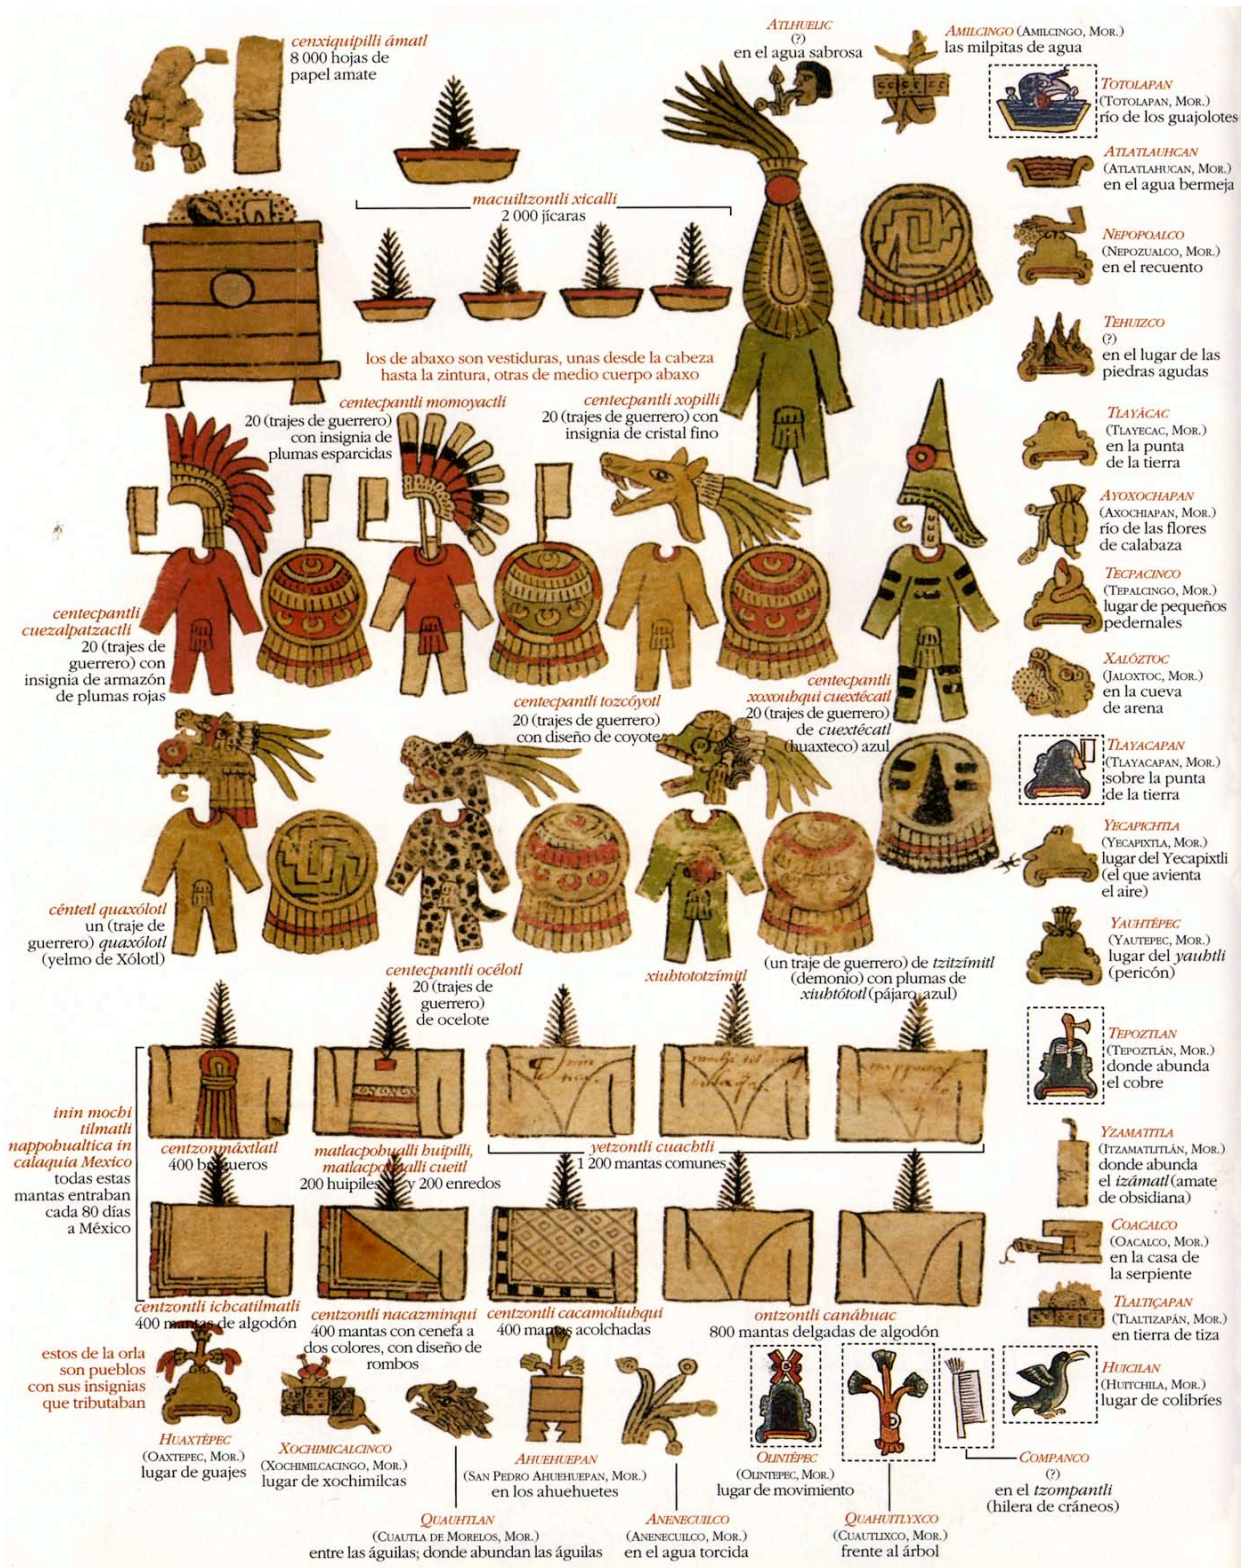 cenxiquipilli ámatl
8 000 hojas de
papel amate
ATLHUELIC
(?)
en el agua sabrosa
AMILCINGO (AMILCINGO, MOR.)
las milpitas de agua
TOTOLAPAN
(TOTOLAPAN, MOR.)
río de los guajolotes
ATLATLAUHCAN
(ATLATLAHUCAN, MOR.)
en el agua bermeja
macuiltzontli xicalli
2 000 jícaras
NEPOPOALCO
(NEPOZUALCO, MOR.)
en el recuento
TEHUIZCO
(?)
en el lugar de las
piedras agudas
los de abaxo son vestiduras, unas desde la cabeza
hasta la zintura, otras de medio cuerpo abaxo
centecpantli momoyactli
20 (trajes de guerrero)
con insignia de
plumas esparcidas
centecpantli xopilli
20 (trajes de guerrero) con
insignia de cristal fino
TLAYÁCAC
(TLAYECAC, MOR.)
en la punta
de la tierra
AYOXOCHAPAN
(AXOCHIAPAN, MOR.)
río de las flores
de calabaza
TECPACINCO
(TEPALCINGO, MOR.)
lugar de pequeños
pedernales
centecpantli
cuezalpatzactli
20 (trajes de
guerrero) con
insignia de armazón
de plumas rojas
centecpantli tozcóyotl
20 (trajes de guerrero)
con diseño de coyote
centecpantli
xoxouhqui cuextécatl
20 (trajes de guerrero)
de cuextécatl
(huaxteco) azul
XALÓZTOC
(JALOXTOC, MOR.)
en la cueva
de arena
TLAYACAPAN
(TLAYACAPAN, MOR.)
sobre la punta
de la tierra
YECAPICHTLA
(YECAPIXTLA, MOR.)
lugar del Yecapixtli
(el que avienta
el aire)
céntetl quaxólotl
un (traje de
guerrero) quaxólotl
(yelmo de Xólotl)
centecpantli océlotl
20 (trajes de
guerrero)
de ocelote
xiuhtototzímitl
(un traje de guerrero) de tzitzímitl
(demonio) con plumas de
xiuhtótotl (pájaro azul)
YAUHTÉPEC
(YAUTEPEC, MOR.)
lugar del yauhtli
(pericón)
TEPOZTLAN
(TEPOZTLÁN, MOR.)
donde abunda
el cobre
inin mochi
tilmatli
nappohualtica in
calaquia Mexico
todas estas
mantas entraban
cada 80 días
a México
centzonmáxtlatl
400
matlacpohualli huipilli,
cueitl
200 huipiles y 200 enredos
yetzontli cuachtli
1 200 mantas comunes
YZAMATITLA
(ITZAMATITLÁN, MOR.)
donde abunda
el izámatl (amate
de obsidiana)
COACALCO
(OACALCO, MOR.)
en la casa de
la serpiente
centzontli ichcatilmatli
400 mantas de algodón
centzontli nacazminqui
400 mantas con cenefa a
dos colores, con diseño de
rombos
centzontli cacamoliuhqui
400 mantas acolchadas
ontzontli canáhuac
800 mantas delgadas de algodón
TLALTIÇAPAN
(TLALTIZAPÁN, MOR.)
en tierra de tiza
estos de la orla
son pueblos
con sus insignias
que tributaban
HUICILAN
(HUITCHILA, MOR.)
lugar de colibríes
HUAXTÉPEC
(OAXTEPEC, MOR.)
lugar de guajes
XOCHIMICALCINCO
(XOCHIMILCACINGO, MOR.)
lugar de xochimilcas
AHUEHUEPAN
(SAN PEDRO AHUEHUEPAN, MOR.)
en los ahuehuetes
OLINTÉPEC
(OLINTEPEC, MOR.)
lugar de movimiento
COMPANCO
(?)
en el tzompantli
(hilera de cráneos)
QUAUHTLAN
(CUAUTLA DE MORELOS, MOR.)
entre las águilas; donde abundan las águilas
ANENECUILCO
(ANENECUILCO, MOR.)
en el agua torcida
QUAHUITLYXCO
(CUAUTLIXCO, MOR.)
frente al árbol